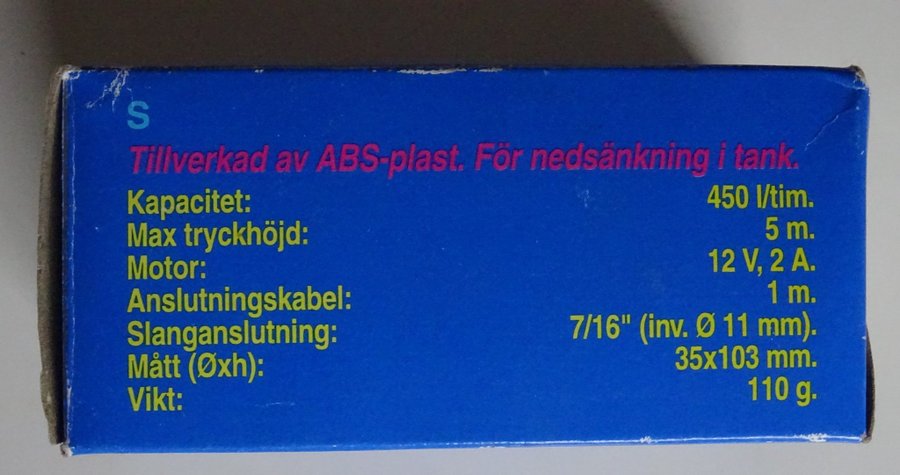 S
Tillverkad av ABS-plast. För nedsänkning i tank.
Kapacitet: 450 l/tim.
Max tryckhöjd: 5 m.
Motor: 12 V, 2 A.
Anslutningskabel: 1 m.
Slanganslutning: 7/16" (inv. Ø 11 mm).
Mått (Øxh): 35x103 mm.
Vikt: 110 g.